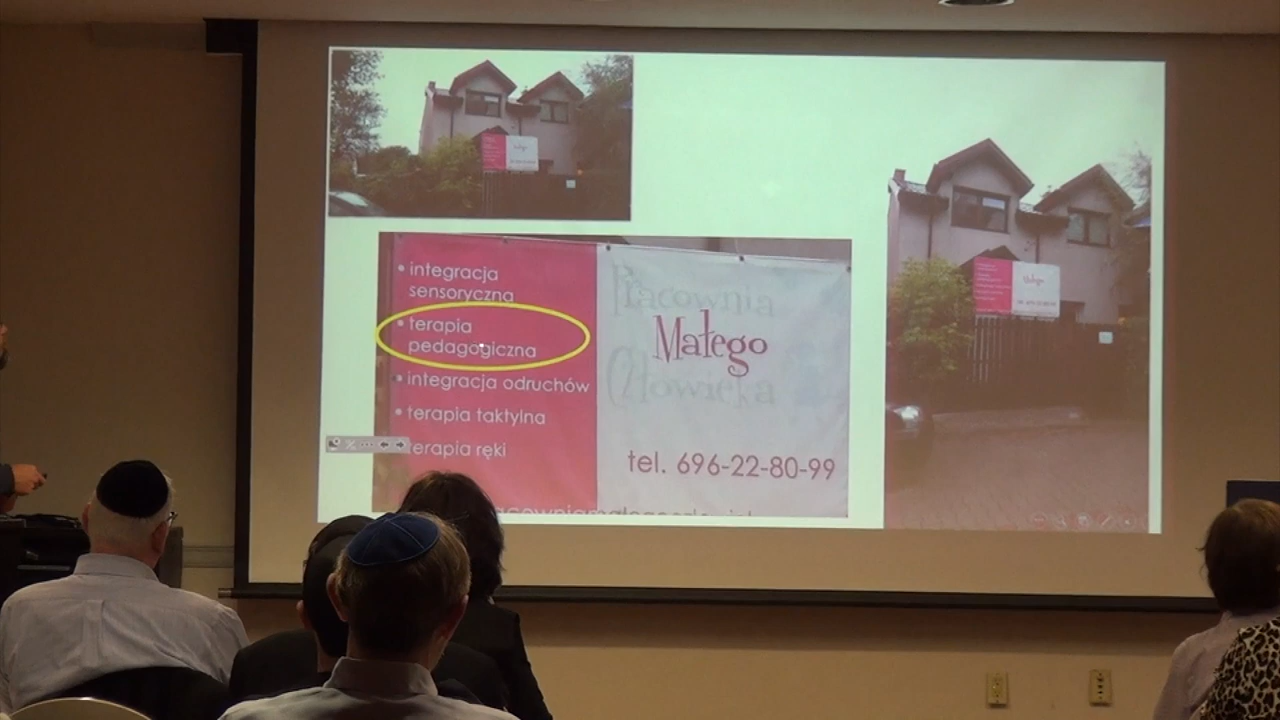 • integracja
sensoryczna
• terapia
pedagogiczna
• integracja odruchów
• terapia taktylna
terapia ręki
Pracownia
Małego
Człowieka
tel. 696-22-80-99